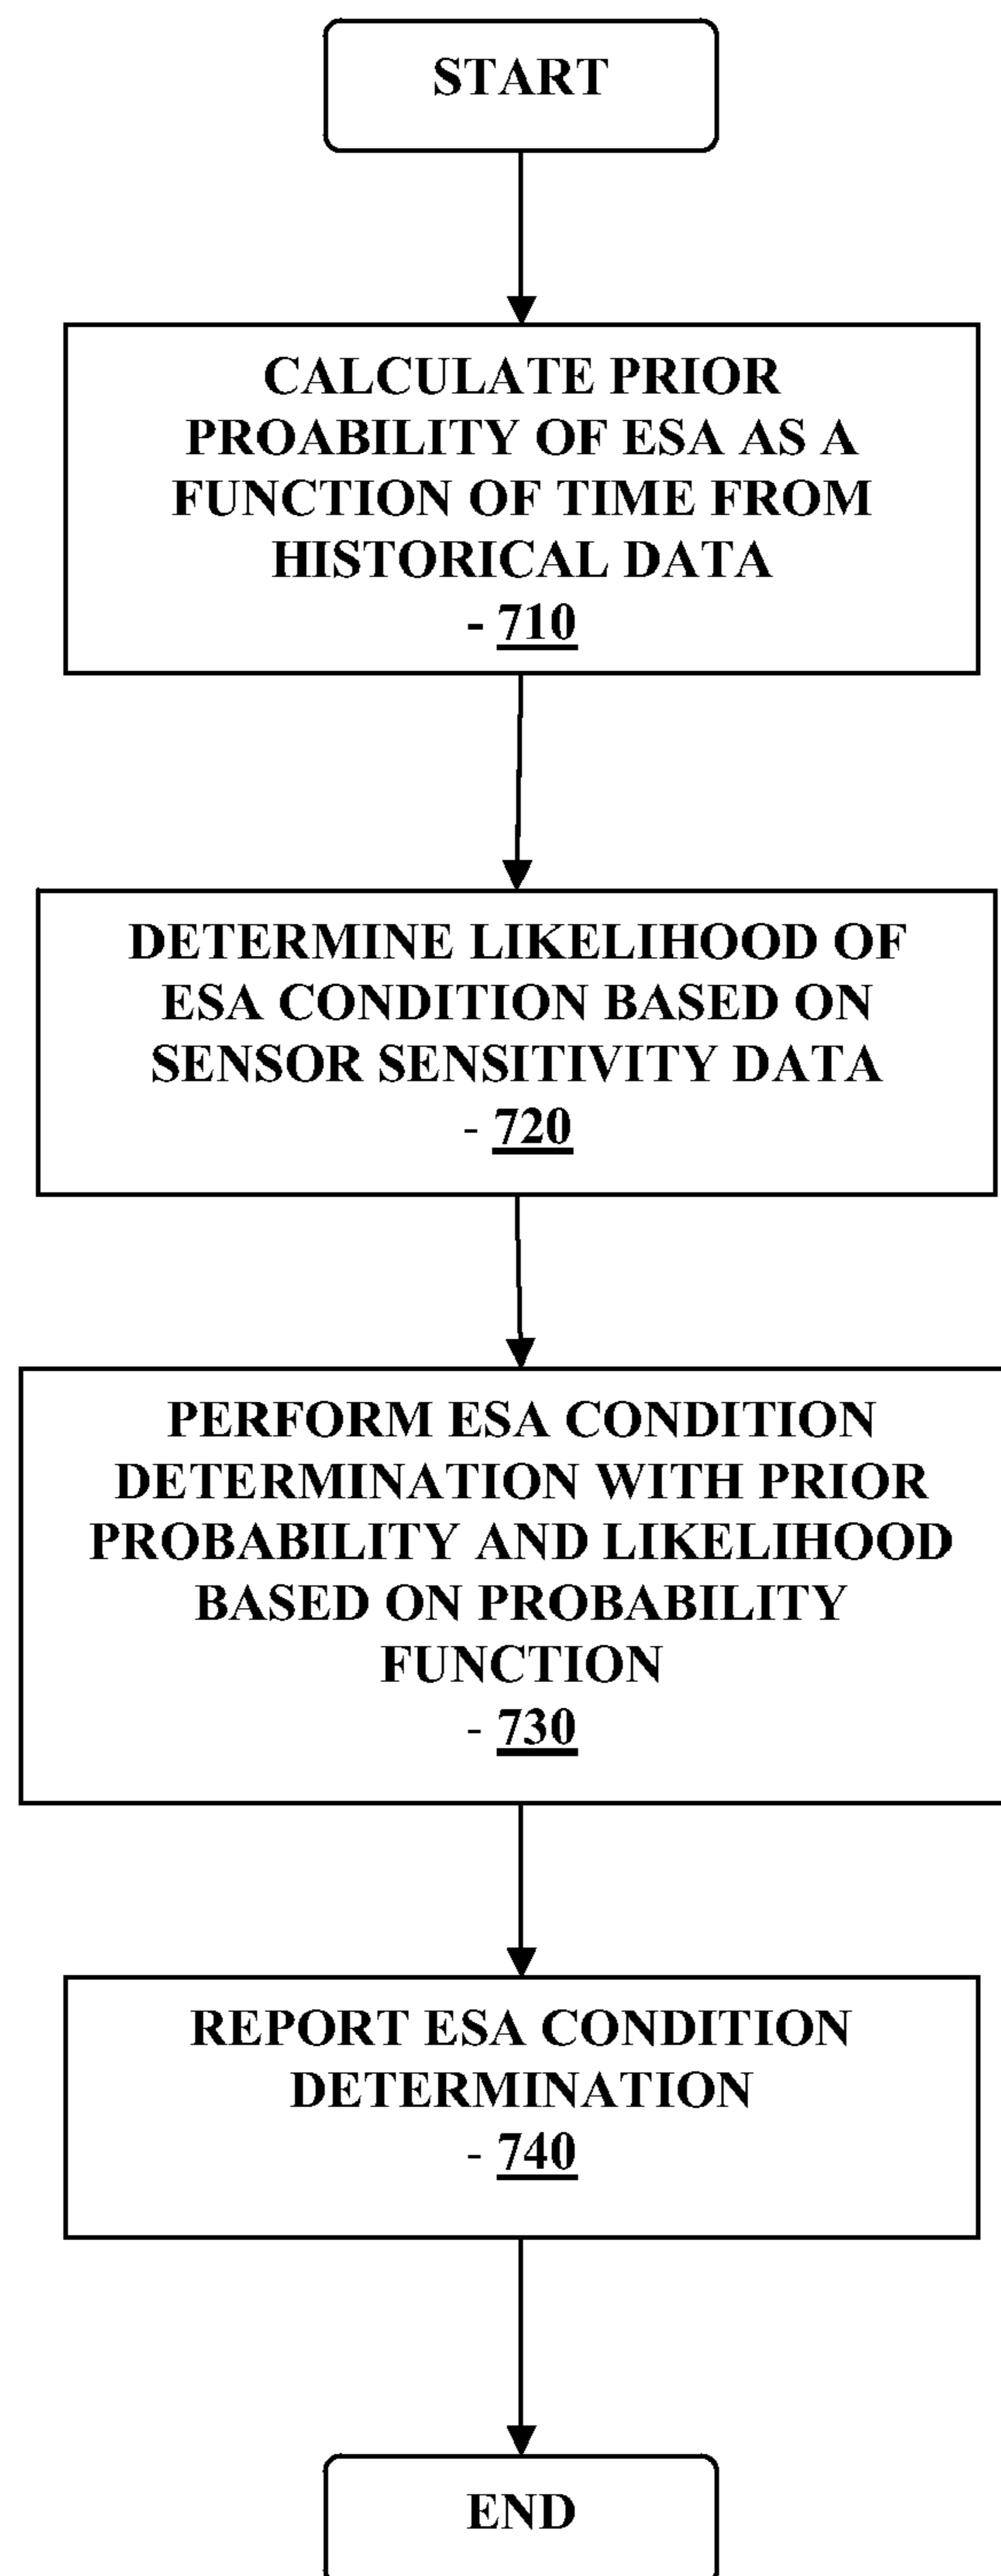 START
CALCULATE PRIOR
PROABILITY OF ESA AS A
FUNCTION OF TIME FROM
HISTORICAL DATA
- 710
DETERMINE LIKELIHOOD OF
ESA CONDITION BASED ON
SENSOR SENSITIVITY DATA
- 720
PERFORM ESA CONDITION
DETERMINATION WITH PRIOR
PROBABILITY AND LIKELIHOOD
BASED ON PROBABILITY
FUNCTION
- 730
REPORT ESA CONDITION
DETERMINATION
- 740
END